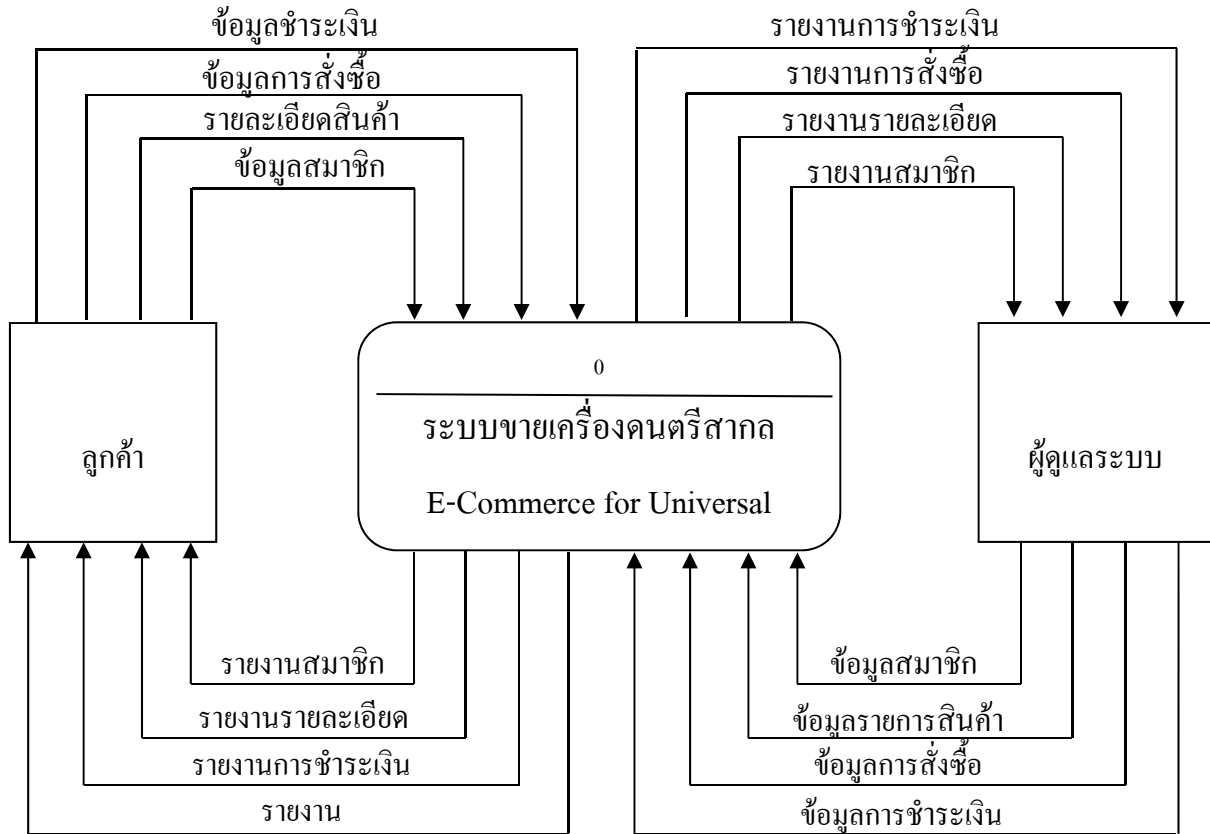 ข้อมูลชำระเงิน
ข้อมูลการสั่งซื้อ
รายละเอียดสินค้า
ข้อมูลสมาชิก
รายงานการชำระเงิน
รายงานการสั่งซื้อ
รายงานรายละเอียด
รายงานสมาชิก
ลูกค้า
0
ระบบขายเครื่องดนตรีสากล
E-Commerce for Universal
ผู้ดูแลระบบ
รายงานสมาชิก
รายงานรายละเอียด
รายงานการชำระเงิน
รายงาน
ข้อมูลสมาชิก
ข้อมูลรายการสินค้า
ข้อมูลการสั่งซื้อ
ข้อมูลการชำระเงิน